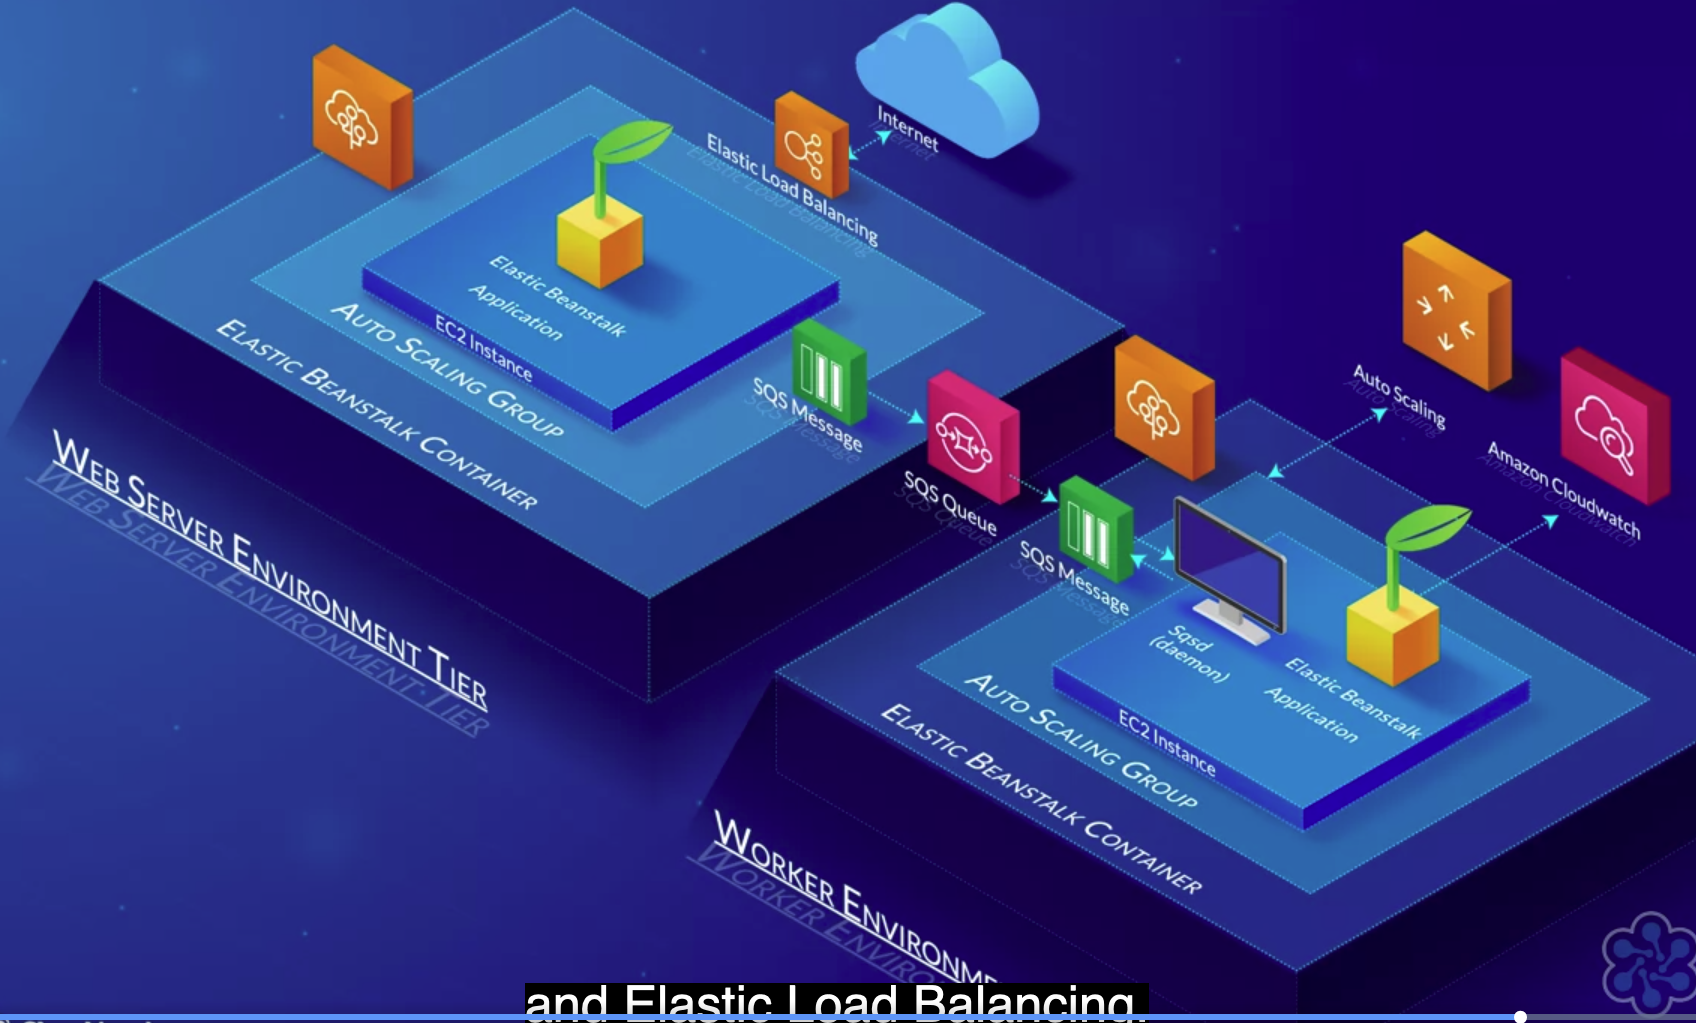 Internet
Elastic Load Balancing
Elastic Beanstalk
Application
EC2 Instance
Auto Scaling Group
Elastic Beanstalk Container
Web Server Environment Tier
SQS Message
SQS Queue
SQS Message
Auto Scaling
Amazon Cloudwatch
Sqsd
(daemon)
Elastic Beanstalk
Application
EC2 Instance
Auto Scaling Group
Elastic Beanstalk Container
Worker
and Elastic Load Balancing.